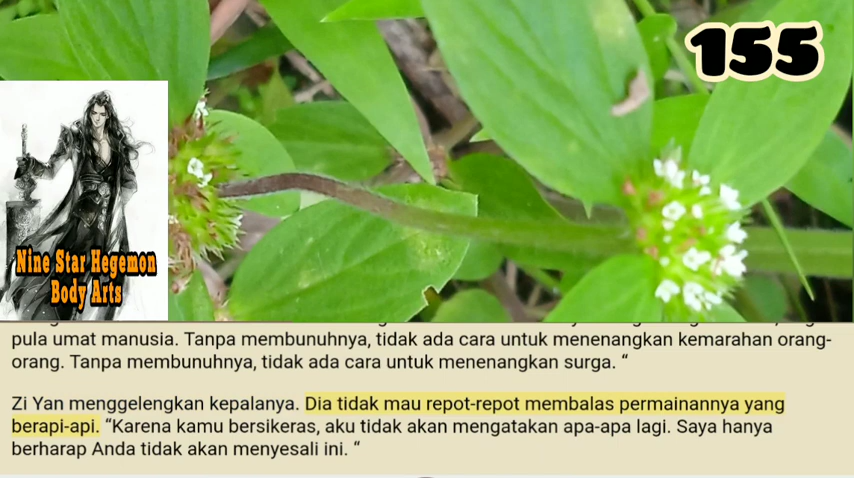 155
Nine Star Hegemon
Body Arts
pula umat manusia. Tanpa membunuhnya, tidak ada cara untuk menenangkan kemarahan orang-
orang. Tanpa membunuhnya, tidak ada cara untuk menenangkan surga. “
Zi Yan menggelengkan kepalanya. Dia tidak mau repot-repot membalas permainannya yang
berapi-api. “Karena kamu bersikeras, aku tidak akan mengatakan apa-apa lagi. Saya hanya
berharap Anda tidak akan menyesali ini. “